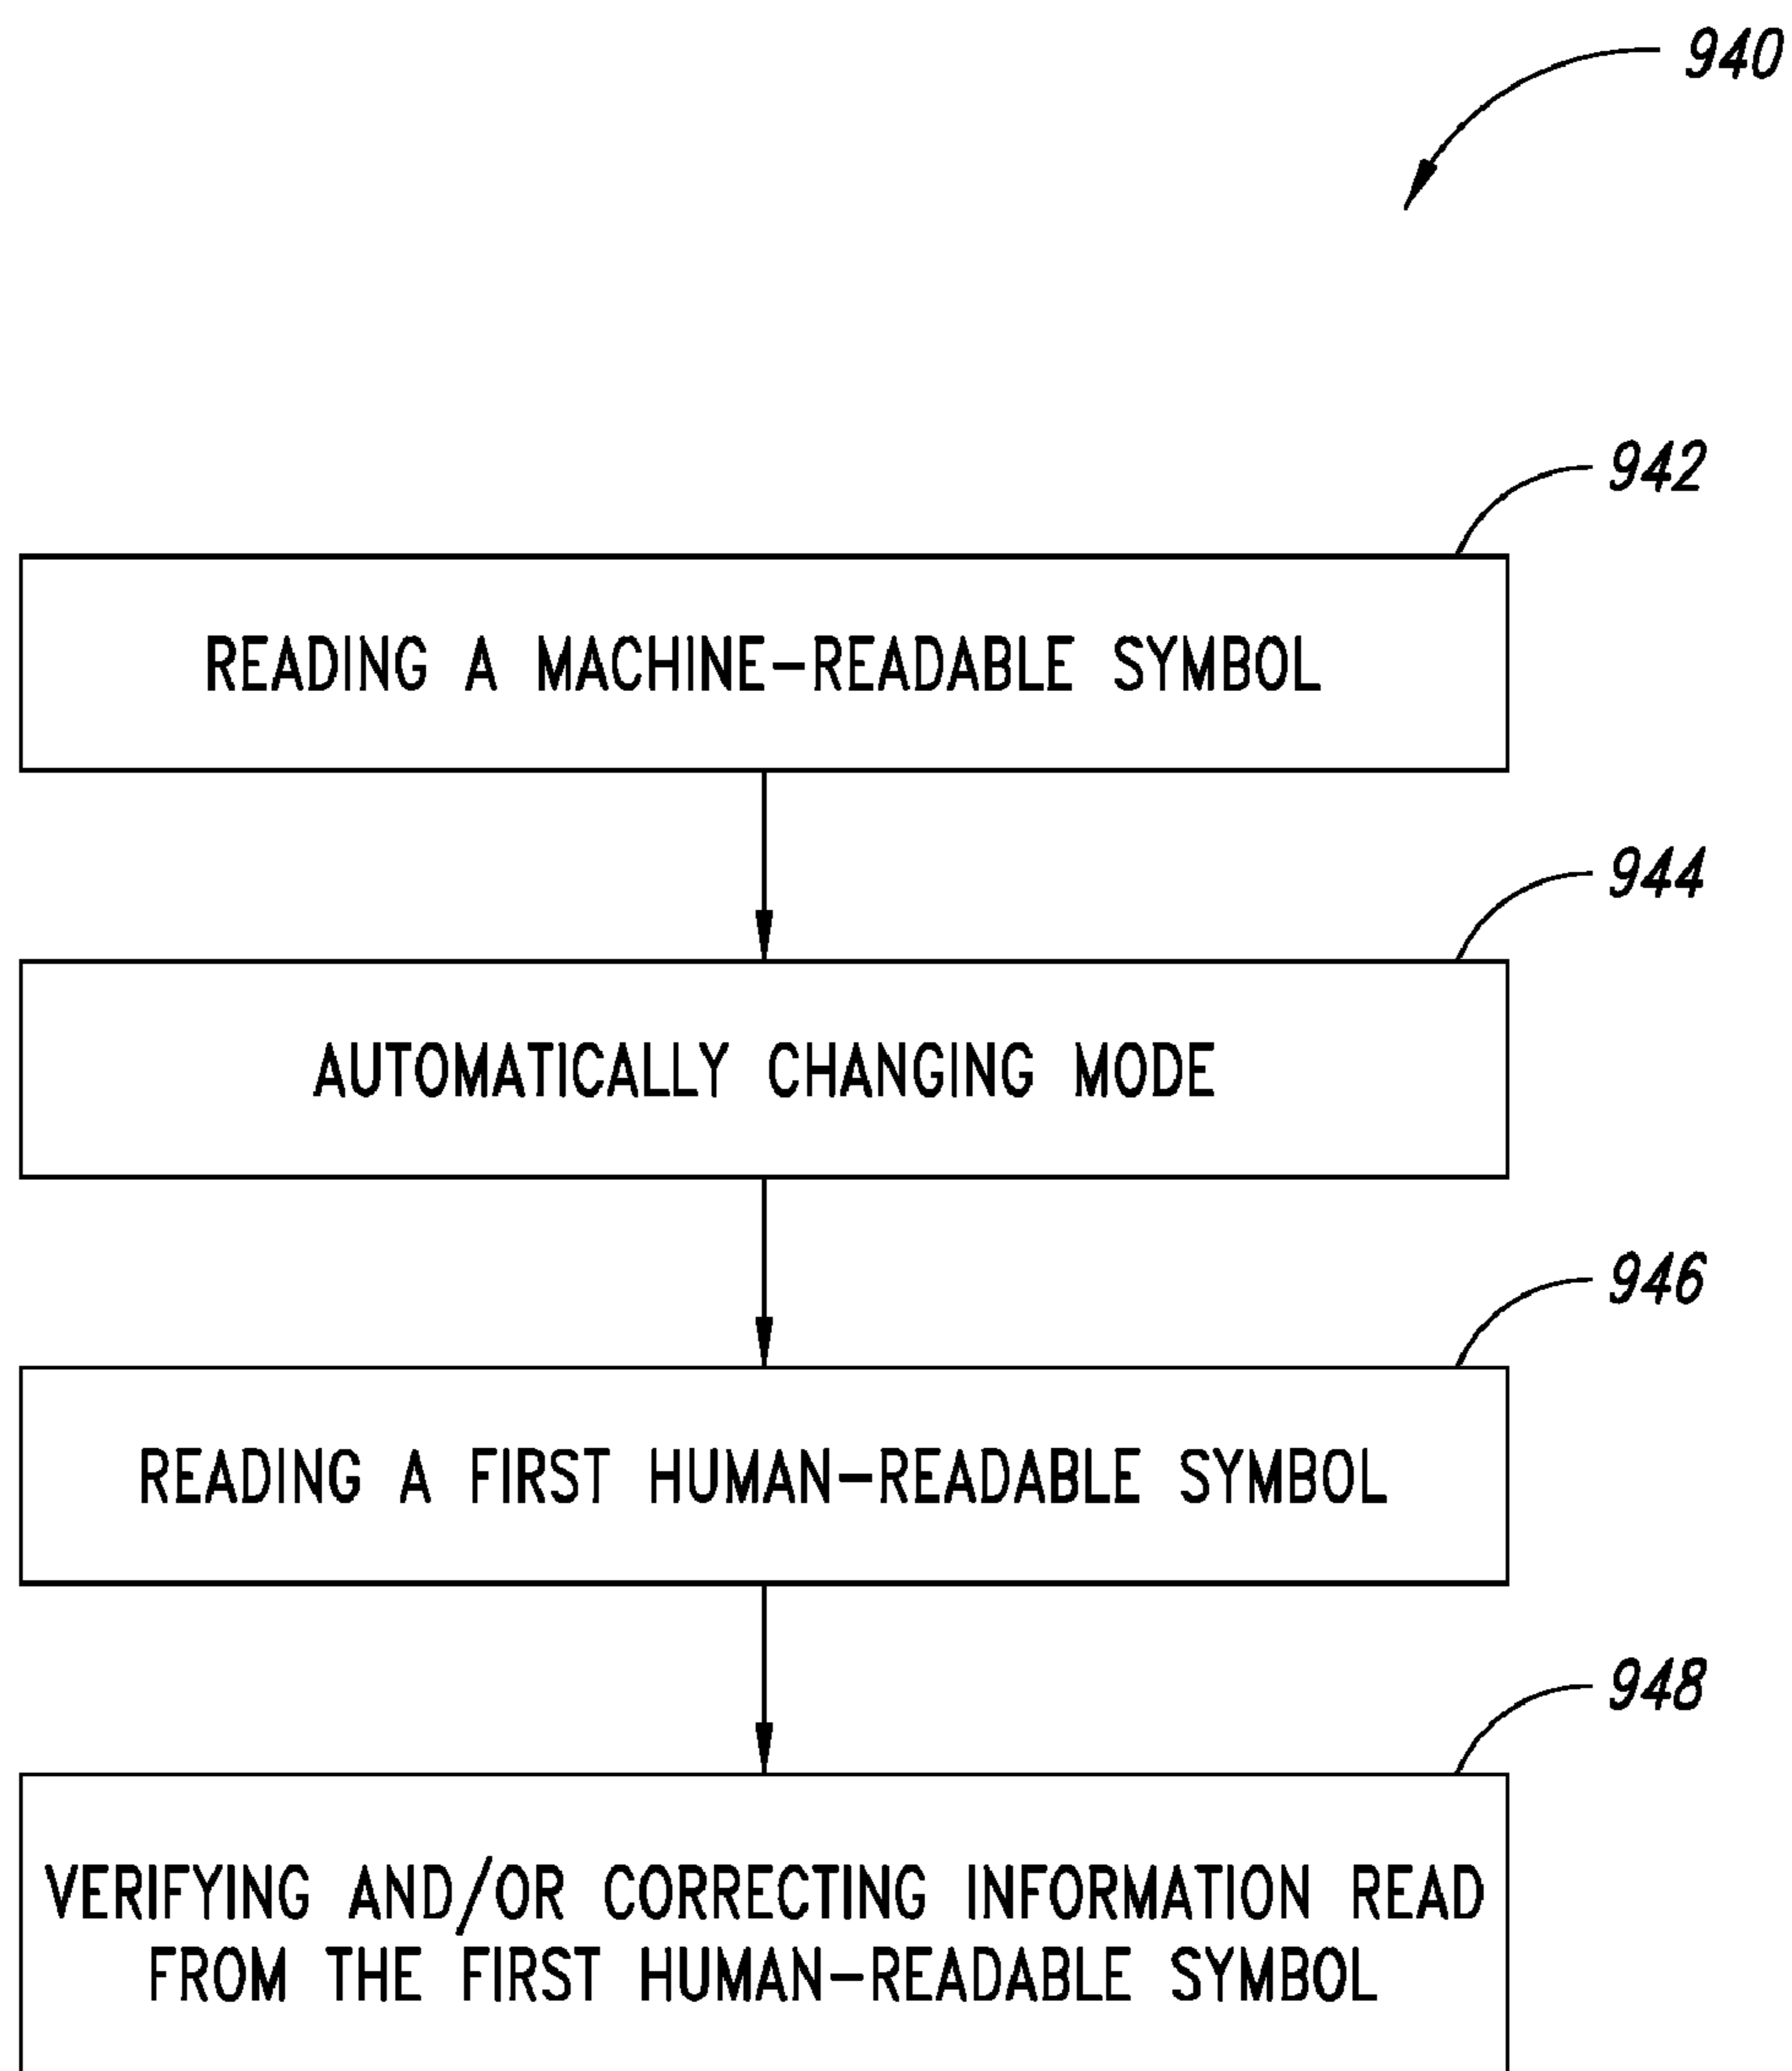 940
942
READING A MACHINE-READABLE SYMBOL
944
AUTOMATICALLY CHANGING MODE
946
READING A FIRST HUMAN-READABLE SYMBOL
948
VERIFYING AND/OR CORRECTING INFORMATION READ
FROM THE FIRST HUMAN-READABLE SYMBOL